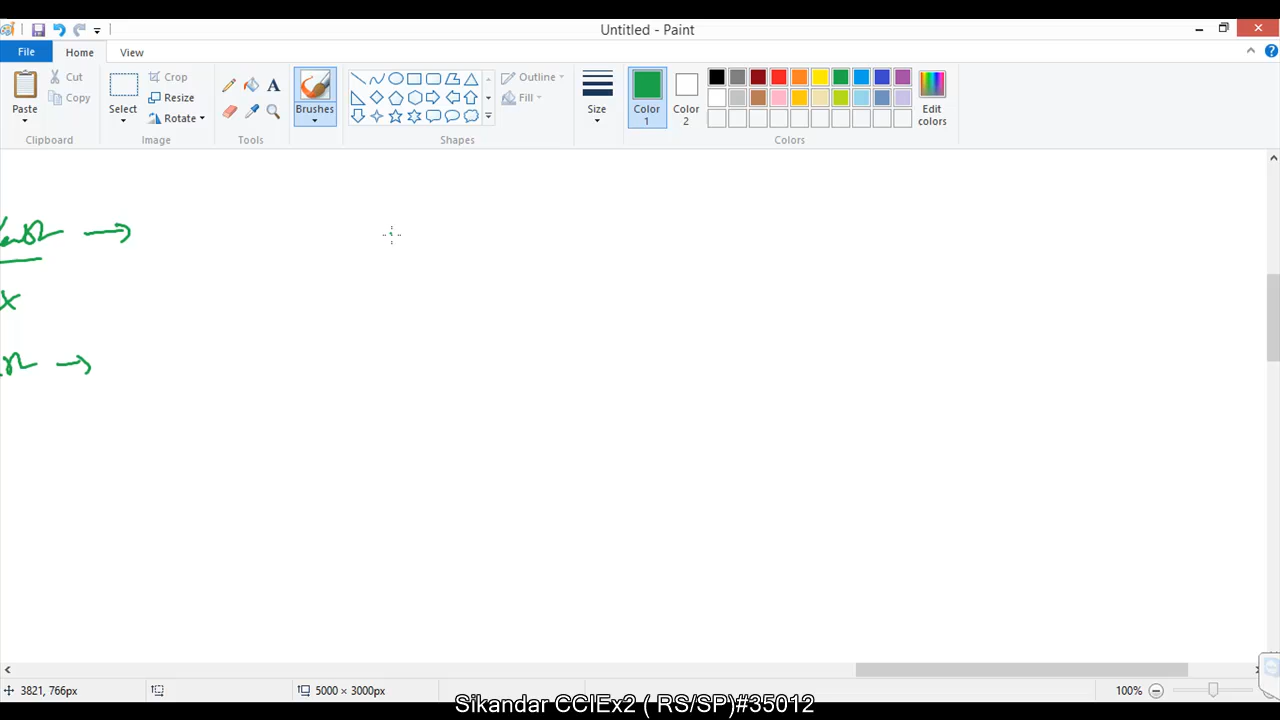 Untitled - Paint
File Home View
Cut
Copy
Paste
Clipboard
Select
Crop
Resize
Rotate
Image
Tools
Brushes
Outline
Fill
Shapes
Size
Color 1
Color 2
Edit colors
Colors
3821, 766px
5000 × 3000px
100%
Sikandar CCIEx2 ( RS/SP)#35012